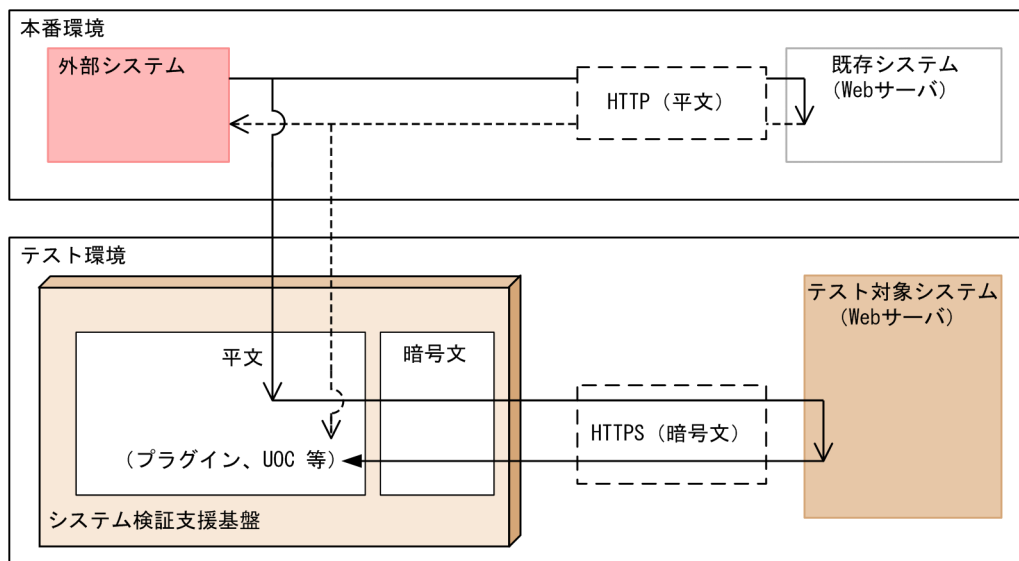 本番環境
外部システム
既存システム
(Webサーバ)
HTTP（平文）
テスト環境
テスト対象システム
(Webサーバ)
平文
暗号文
HTTPS（暗号文）
（プラグイン、UOC 等）
システム検証支援基盤